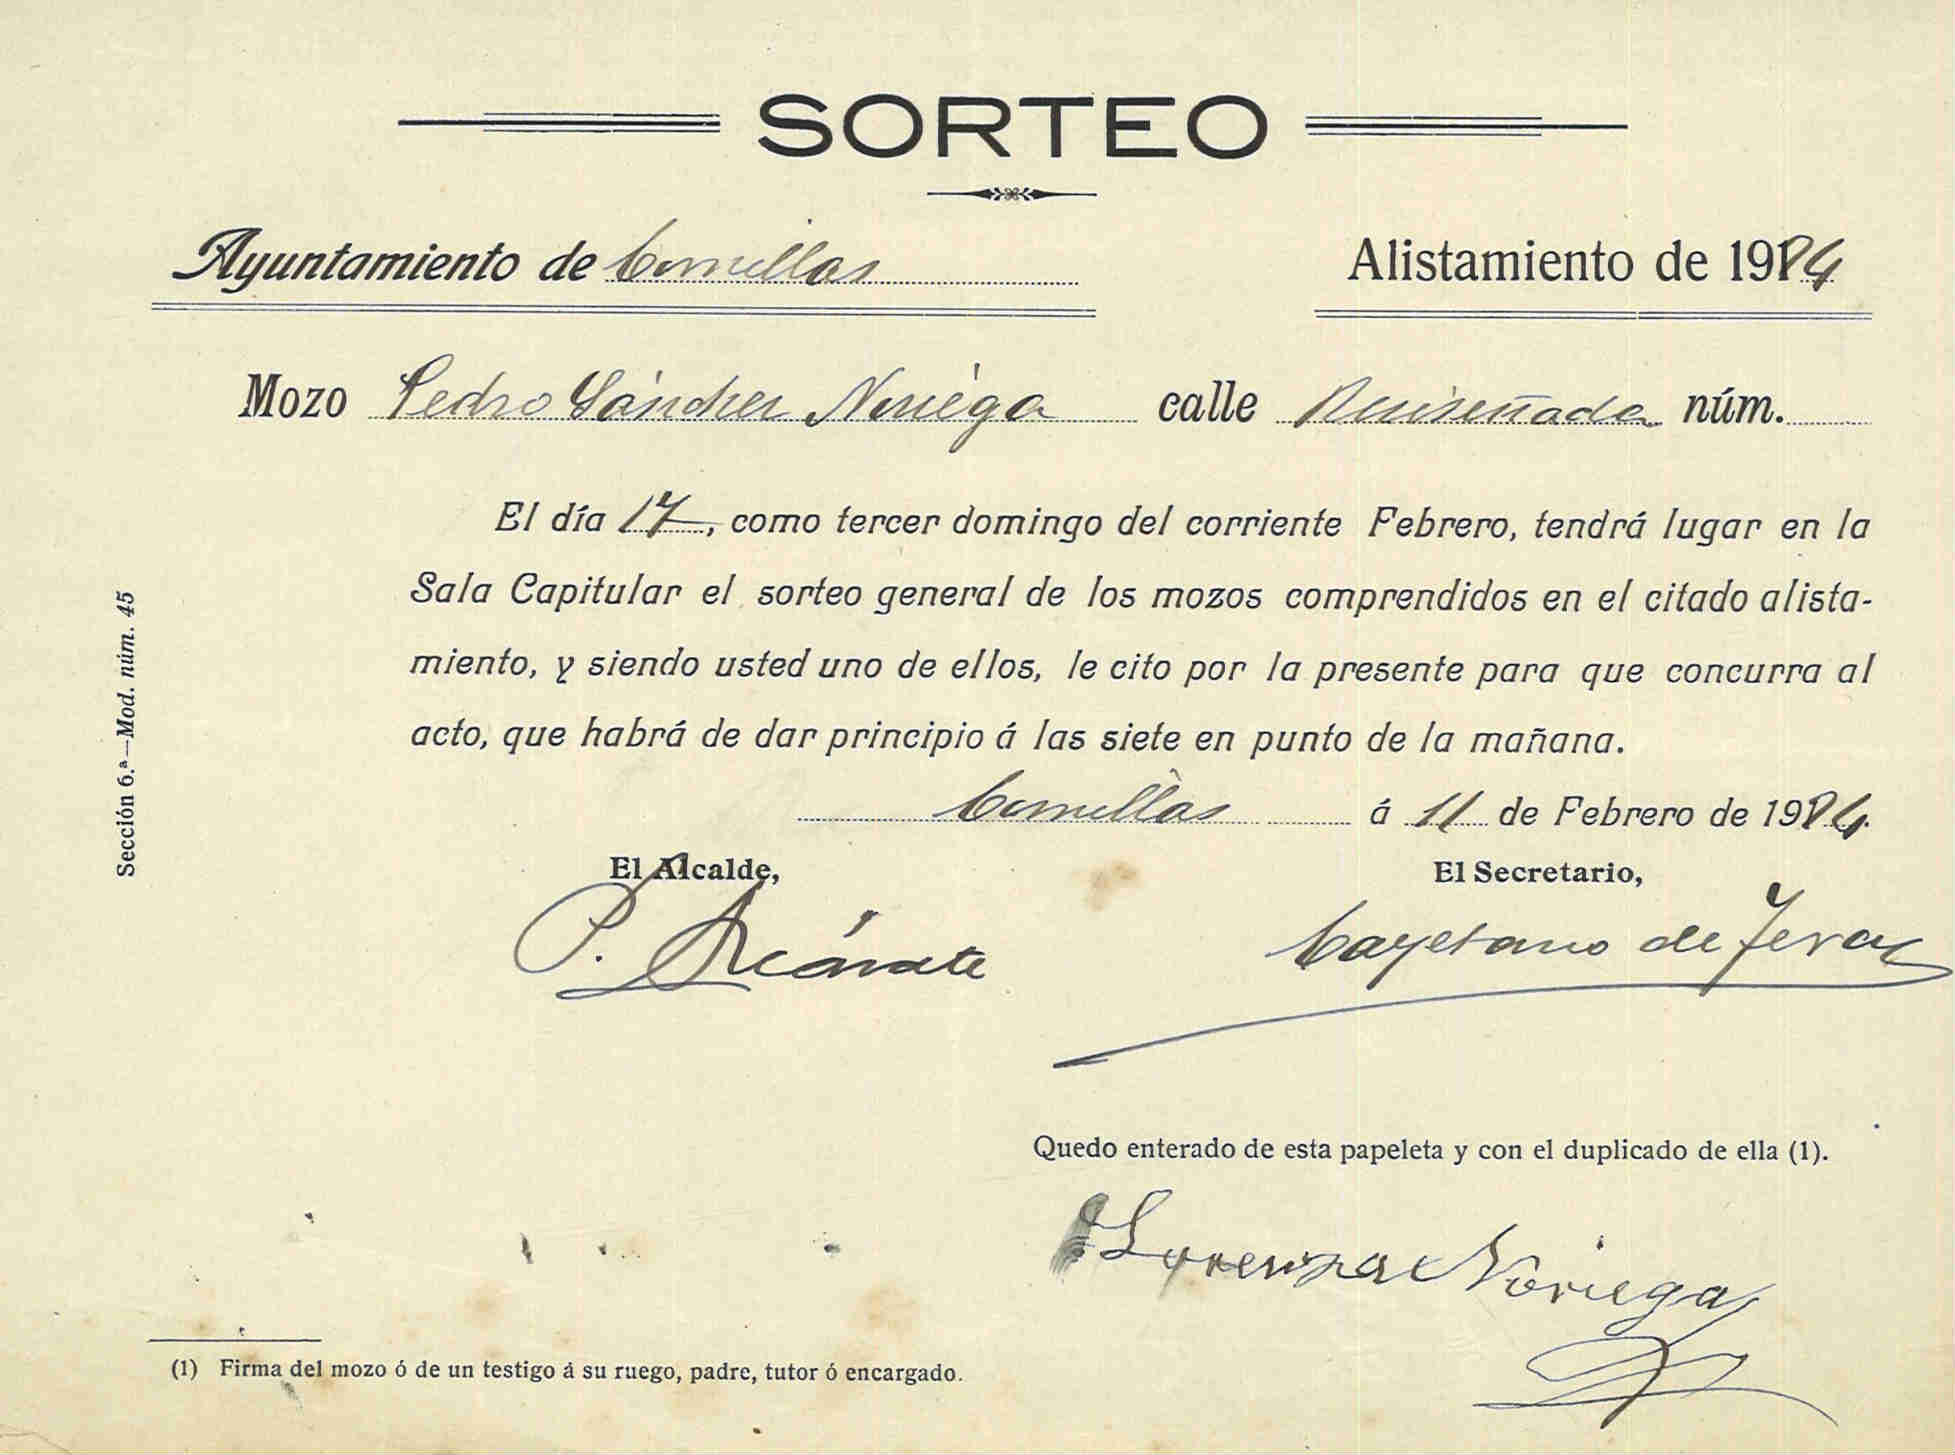 SORTEO
Ayuntamiento de Comillas Alistamiento de 1924
Mozo Pedro Sánchez Noriéga calle Ruiseñada núm.
El día 17, como tercer domingo del corriente Febrero, tendrá lugar en la
Sala Capitular el sorteo general de los mozos comprendidos en el citado alista-
miento, y siendo usted uno de ellos, le cito por la presente para que concurra al
acto, que habrá de dar principio á las siete en punto de la mañana.
Comillas á 11 de Febrero de 1924.
El Alcalde, El Secretario,
P. Cayetano de
Quedo enterado de esta papeleta y con el duplicado de ella (1).
Lorenza Noriega
(1) Firma del mozo ó de un testigo á su ruego, padre, tutor ó encargado.
Sección 6.ª—Mod. núm. 45